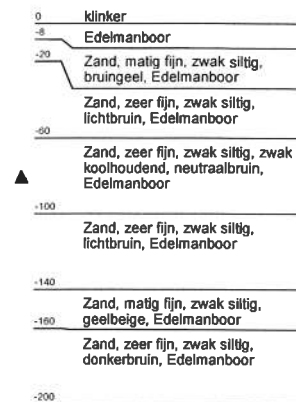 0 klinker
-8 Edelmanboor
-20
Zand, matig fijn, zwak siltig,
bruingeel, Edelmanboor
Zand, zeer fijn, zwak siltig,
lichtbruin, Edelmanboor
-60
Zand, zeer fijn, zwak siltig, zwak
koolhoudend, neutraalbruin,
Edelmanboor
-100
Zand, zeer fijn, zwak siltig,
lichtbruin, Edelmanboor
-140
Zand, matig fijn, zwak siltig,
geelbeige, Edelmanboor
-160
Zand, zeer fijn, zwak siltig,
donkerbruin, Edelmanboor
-200